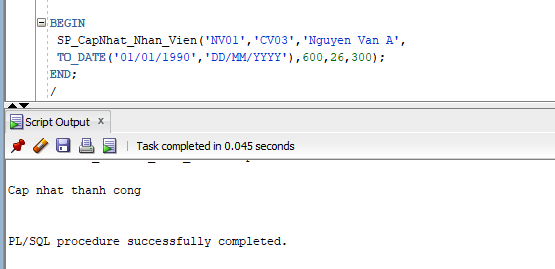 BEGIN
SP_CapNhat_Nhan_Vien('NV01','CV03','Nguyen Van A',
TO_DATE('01/01/1990','DD/MM/YYYY'),600,26,300);
END;
/
Script Output x
Task completed in 0.045 seconds
Cap nhat thanh cong
PL/SQL procedure successfully completed.